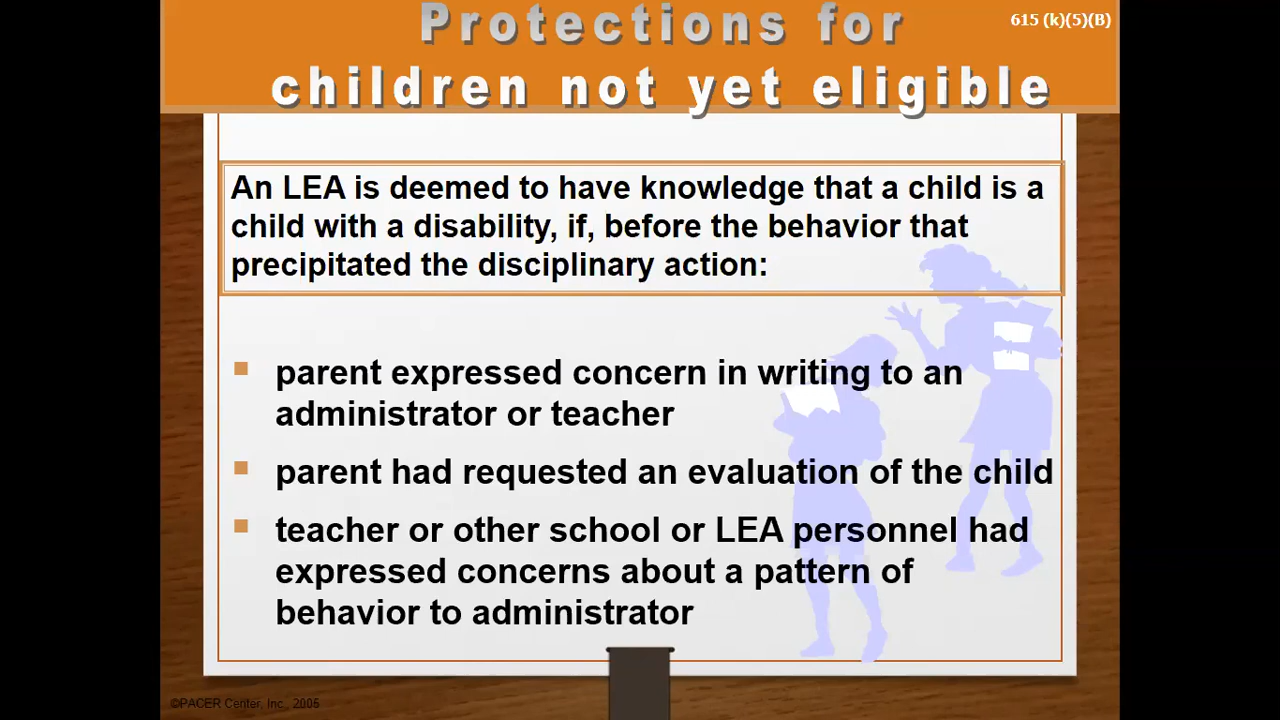 615 (k)(5)(B)
Protections for
children not yet eligible
An LEA is deemed to have knowledge that a child is a
child with a disability, if, before the behavior that
precipitated the disciplinary action:
parent expressed concern in writing to an
administrator or teacher
parent had requested an evaluation of the child
teacher or other school or LEA personnel had
expressed concerns about a pattern of
behavior to administrator
©PACER Center, Inc., 2005